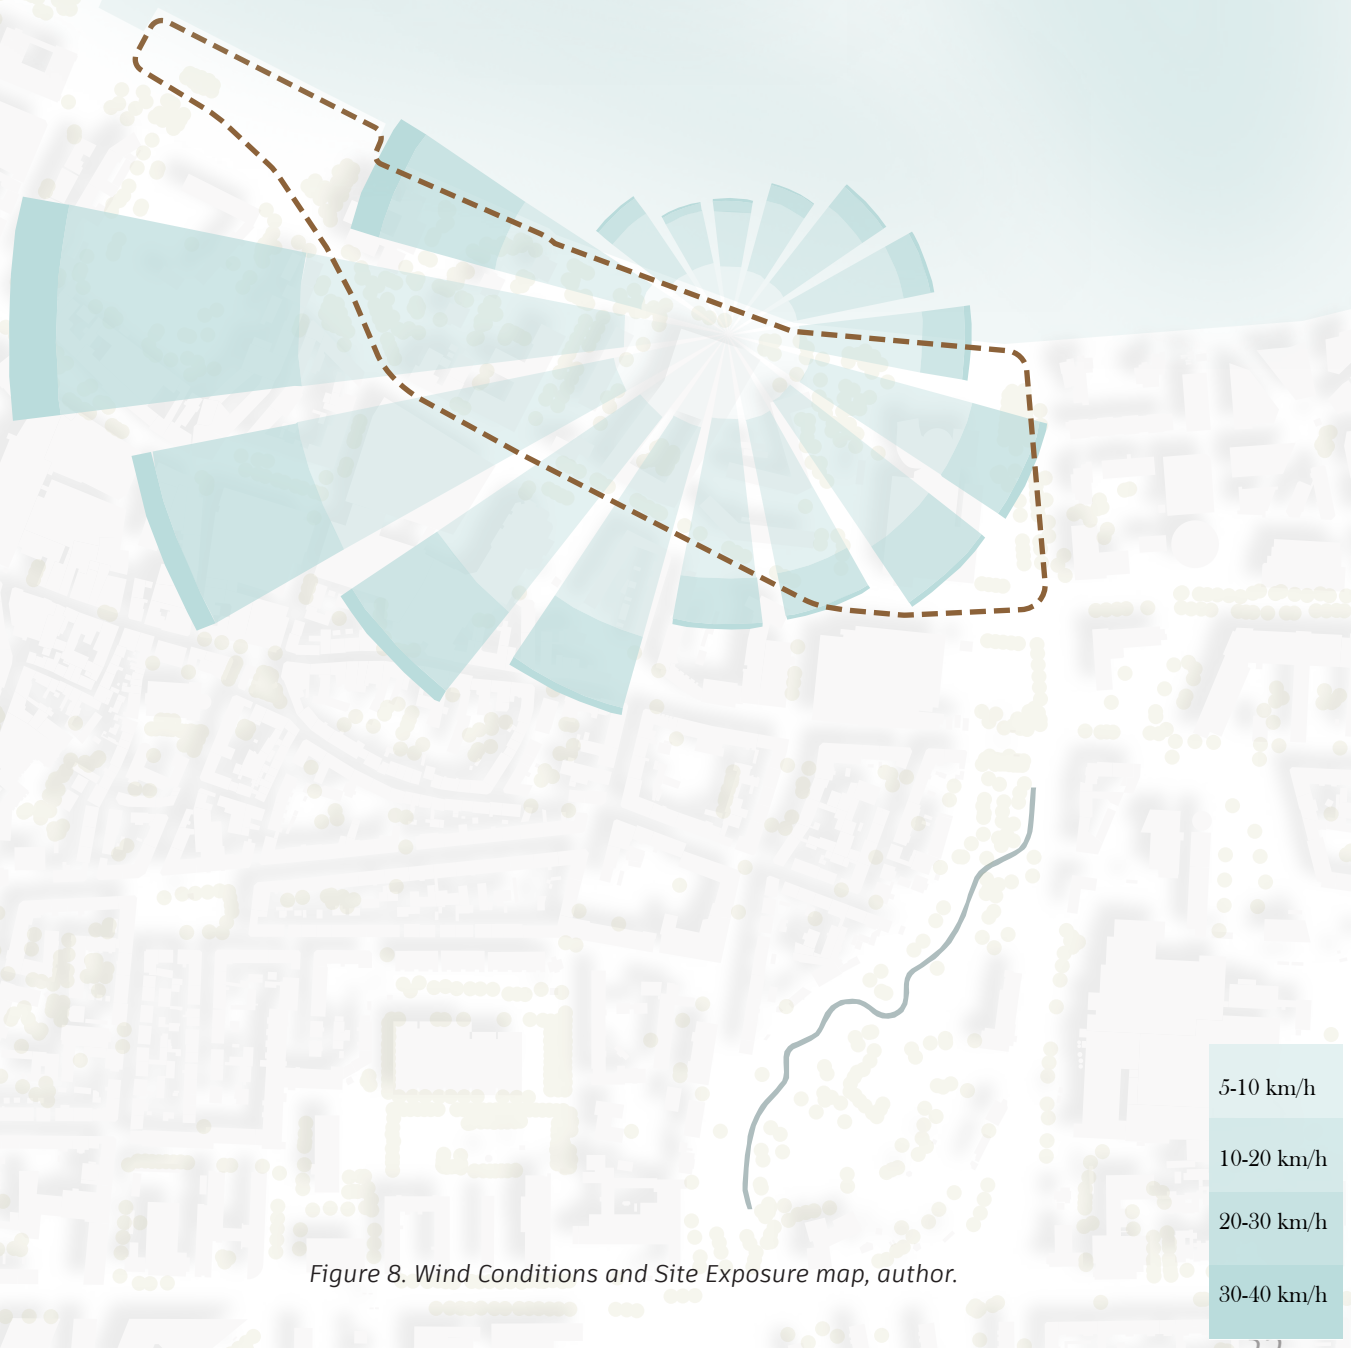 5-10 km/h
10-20 km/h
20-30 km/h
30-40 km/h
Figure 8. Wind Conditions and Site Exposure map, author.